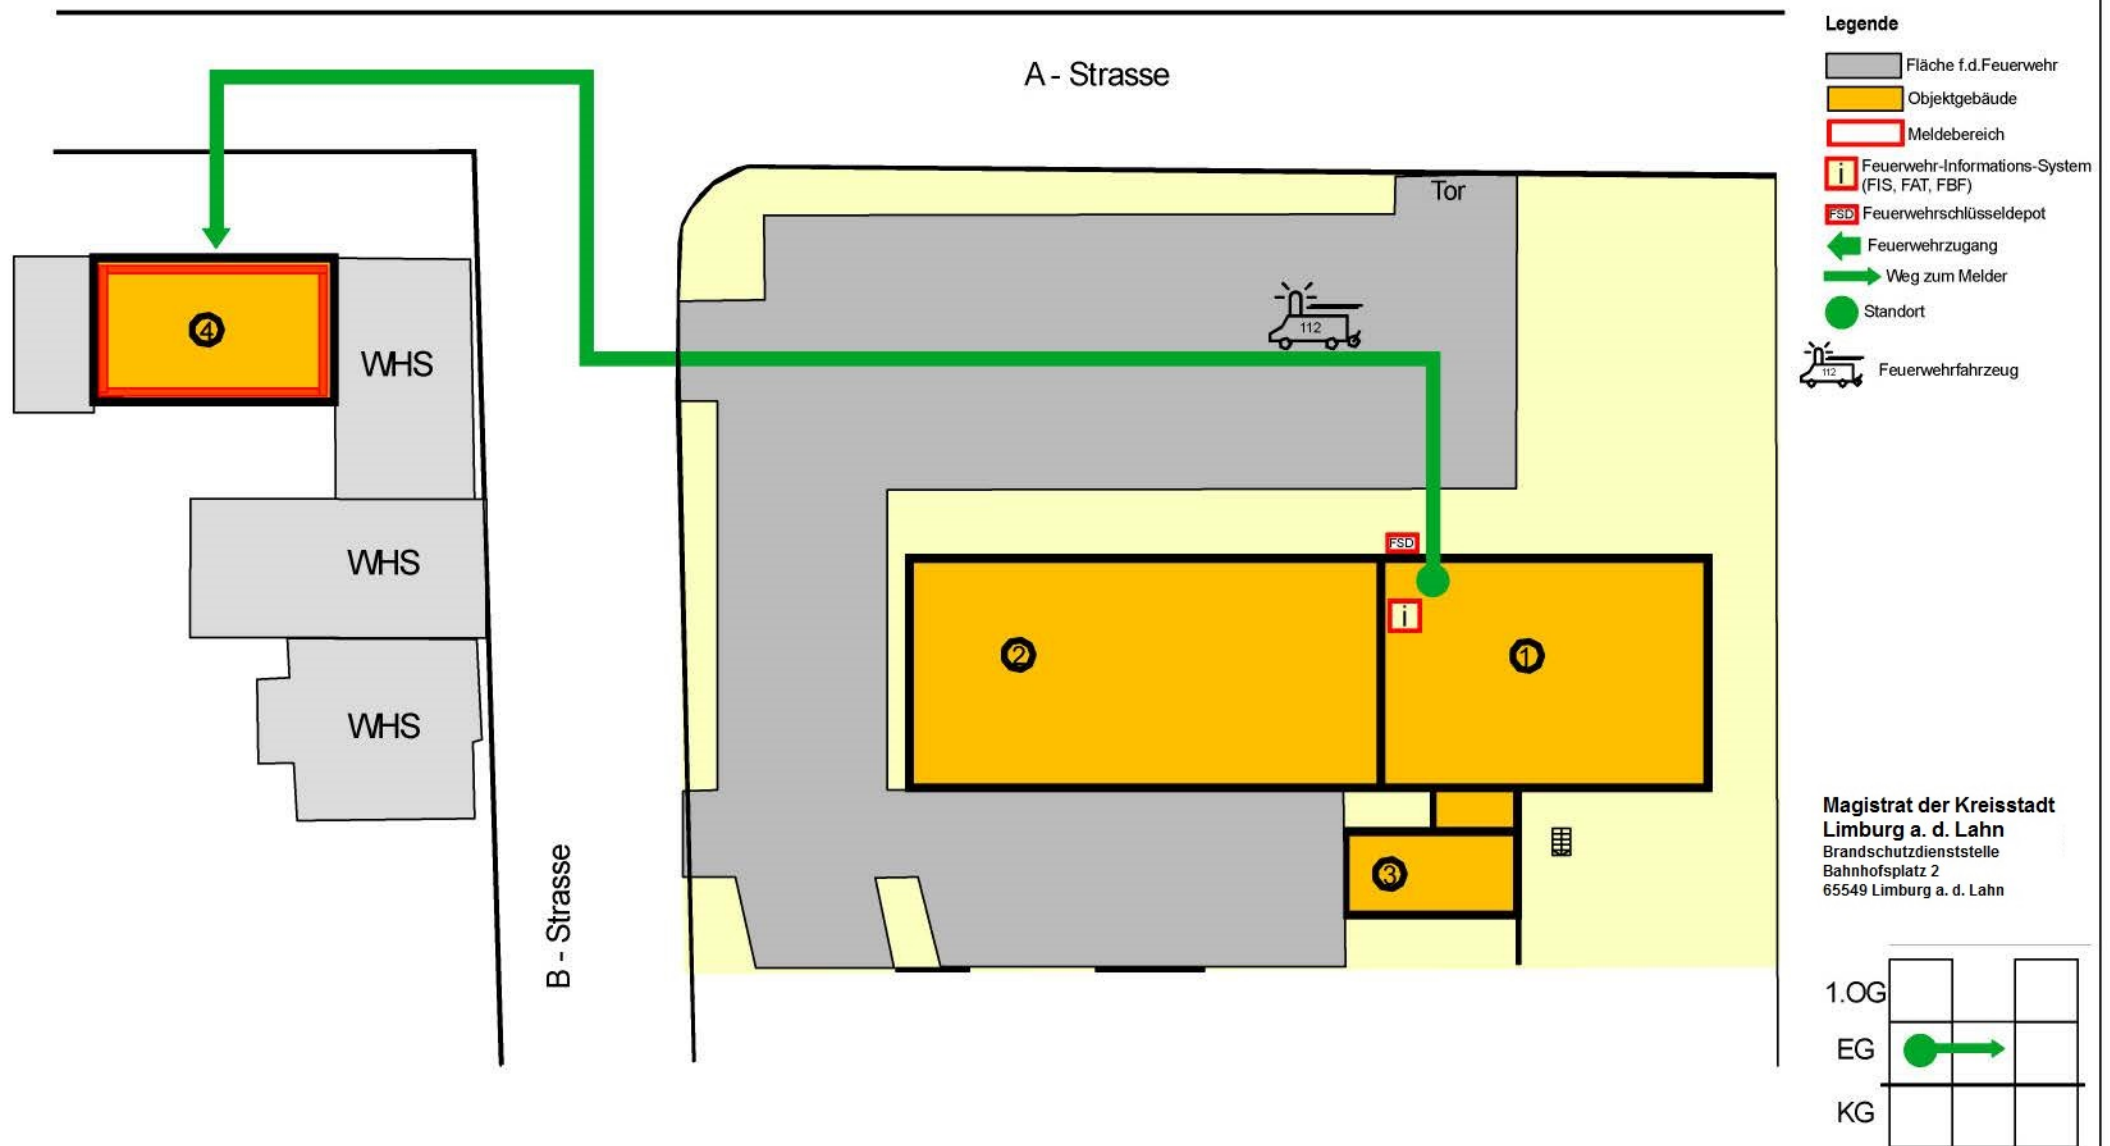 A - Strasse
Tor
112
4
WHS
WHS
WHS
FSD
i
2
1
3
B - Strasse
Legende
Fläche f.d.Feuerwehr
Objektgebäude
Meldebereich
i Feuerwehr-Informations-System
(FIS, FAT, FBF)
FSD Feuerwehrschlüsseldepot
Feuerwehrzugang
Weg zum Melder
Standort
112 Feuerwehrfahrzeug
Magistrat der Kreisstadt
Limburg a. d. Lahn
Brandschutzdienststelle
Bahnhofsplatz 2
65549 Limburg a. d. Lahn
1.OG
EG
KG